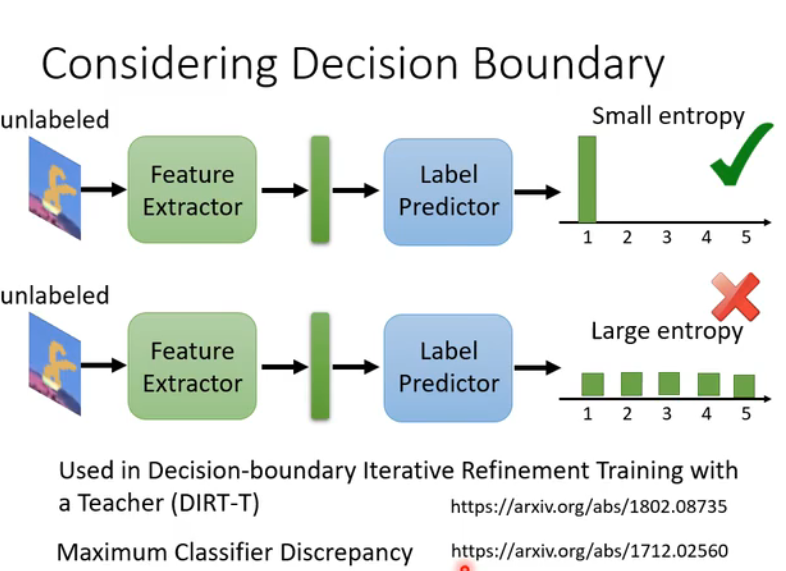 Considering Decision Boundary
unlabeled
Feature
Extractor
Label
Predictor
Small entropy
1 2 3 4 5
unlabeled
Feature
Extractor
Label
Predictor
Large entropy
1 2 3 4 5
Used in Decision-boundary Iterative Refinement Training with
a Teacher (DIRT-T) https://arxiv.org/abs/1802.08735
Maximum Classifier Discrepancy https://arxiv.org/abs/1712.02560